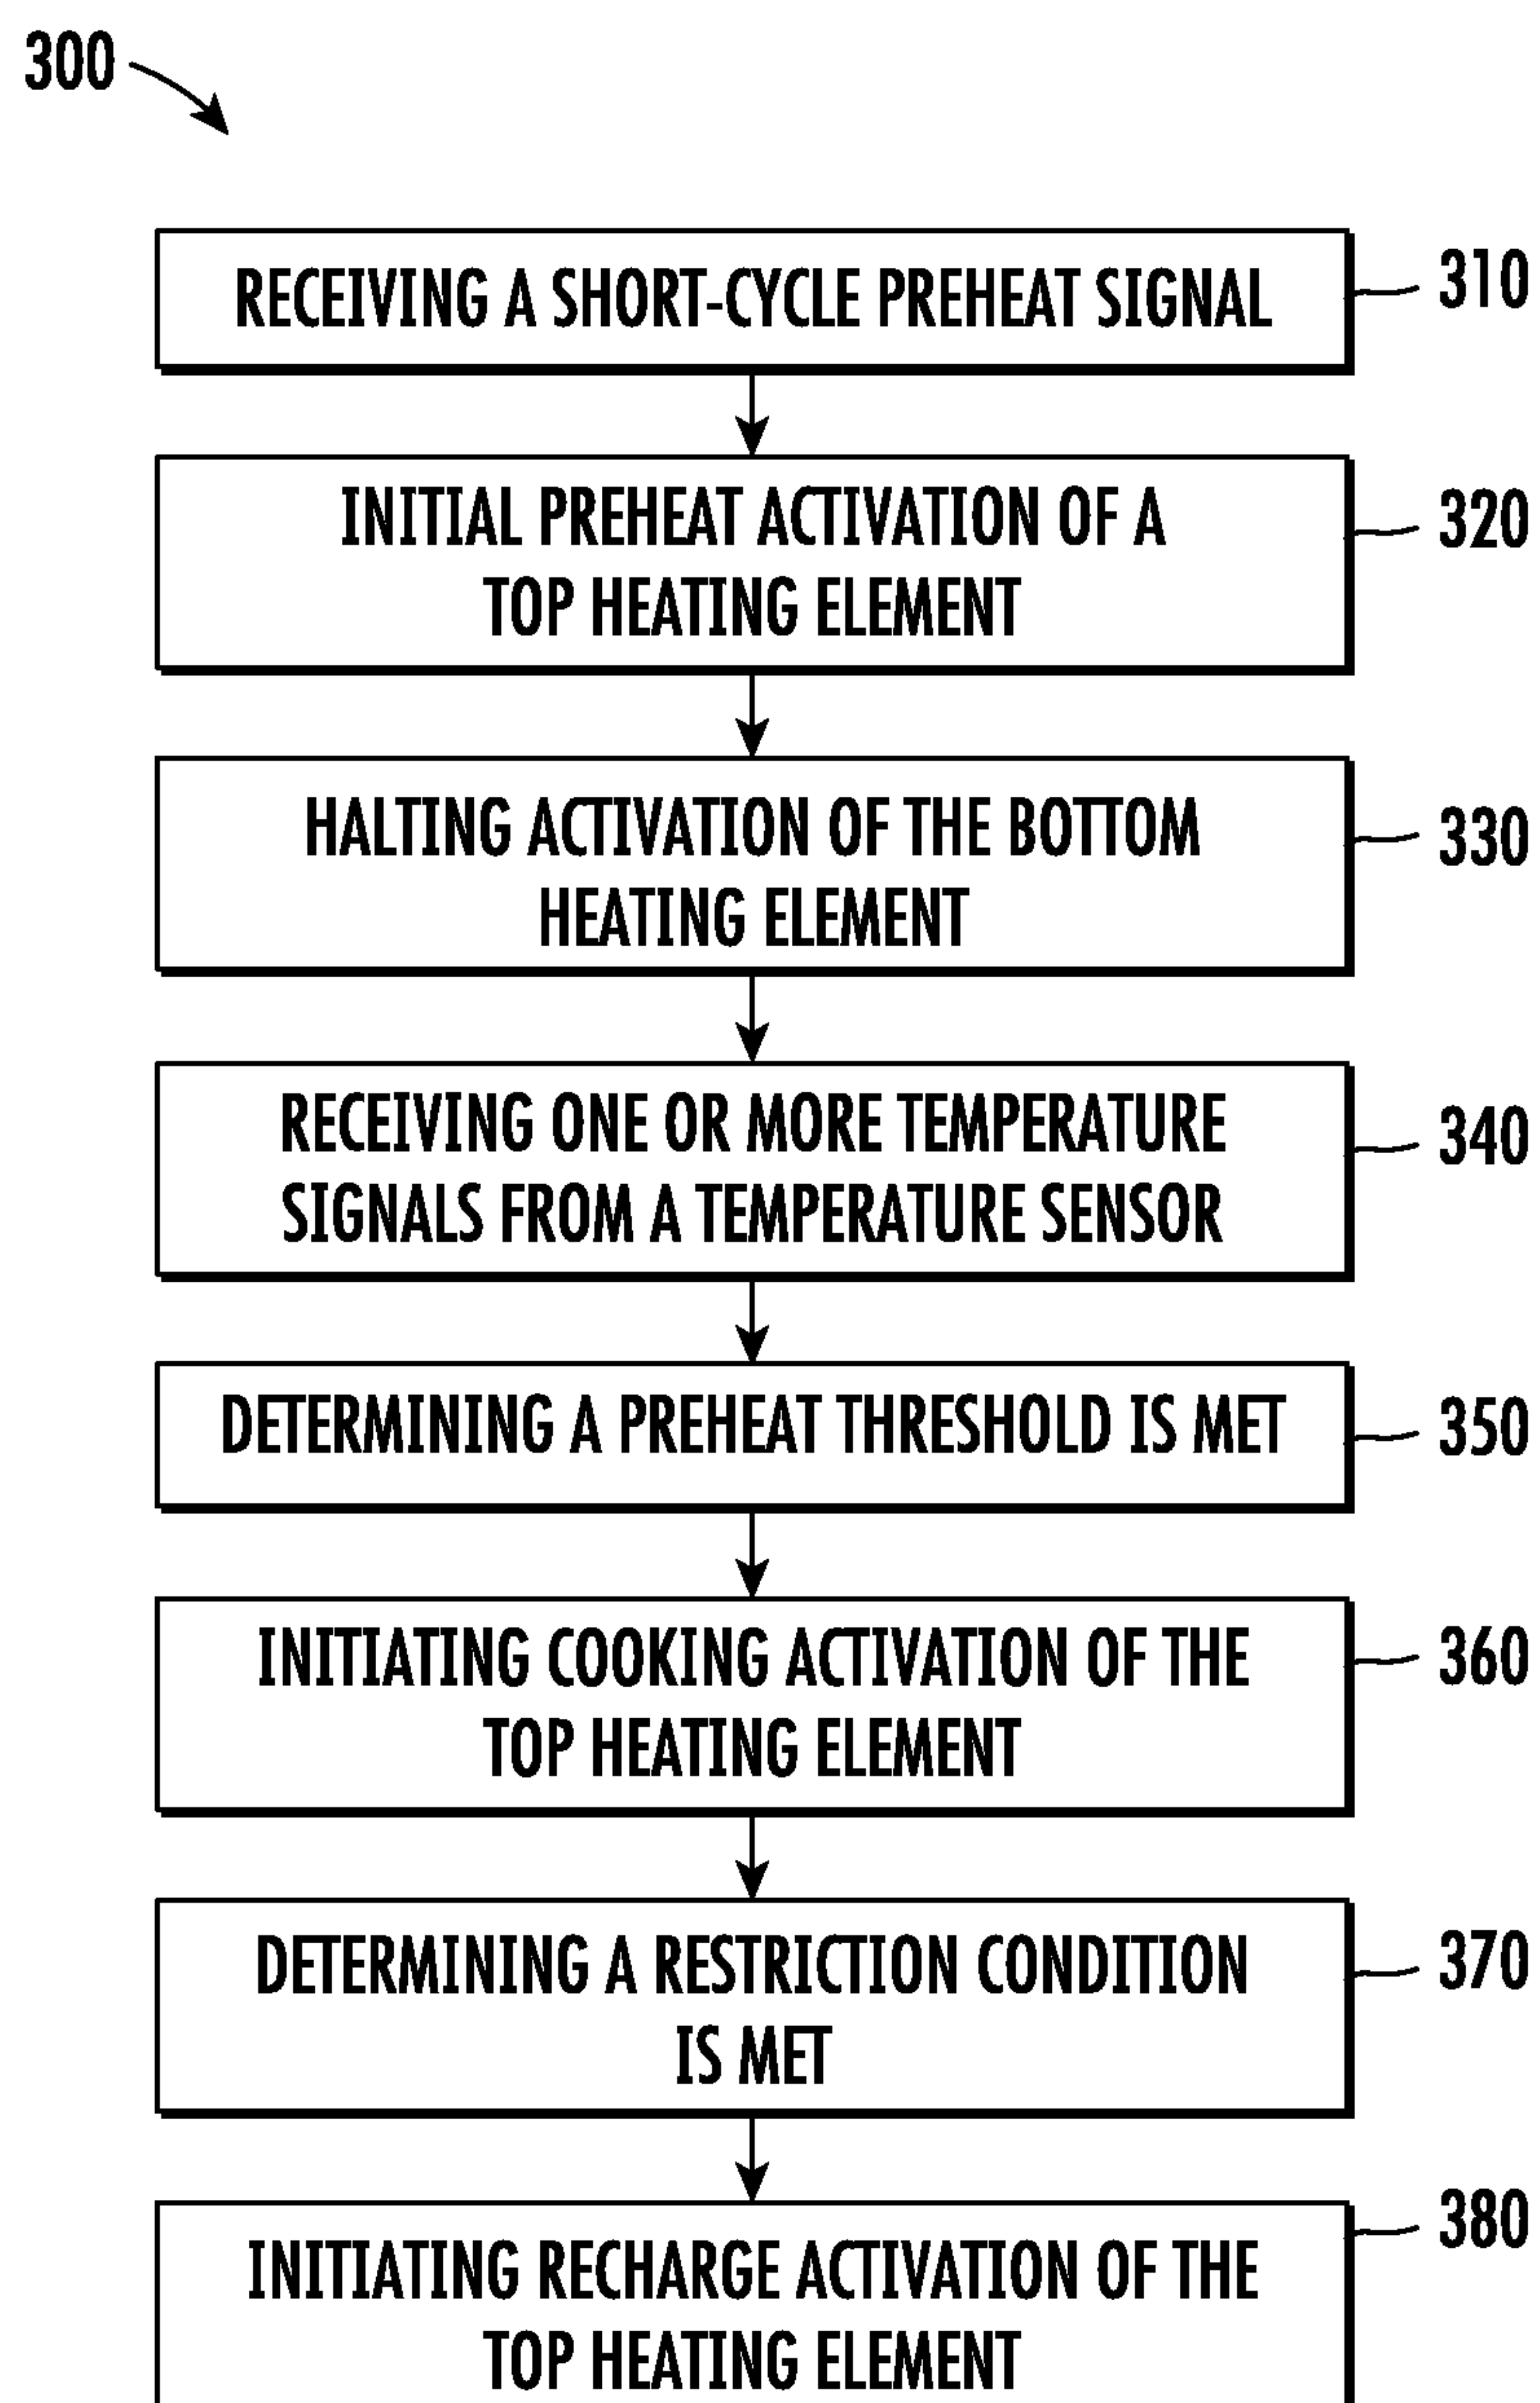 300
RECEIVING A SHORT-CYCLE PREHEAT SIGNAL
310
INITIAL PREHEAT ACTIVATION OF A
TOP HEATING ELEMENT
320
HALTING ACTIVATION OF THE BOTTOM
HEATING ELEMENT
330
RECEIVING ONE OR MORE TEMPERATURE
SIGNALS FROM A TEMPERATURE SENSOR
340
DETERMINING A PREHEAT THRESHOLD IS MET
350
INITIATING COOKING ACTIVATION OF THE
TOP HEATING ELEMENT
360
DETERMINING A RESTRICTION CONDITION
IS MET
370
INITIATING RECHARGE ACTIVATION OF THE
TOP HEATING ELEMENT
380